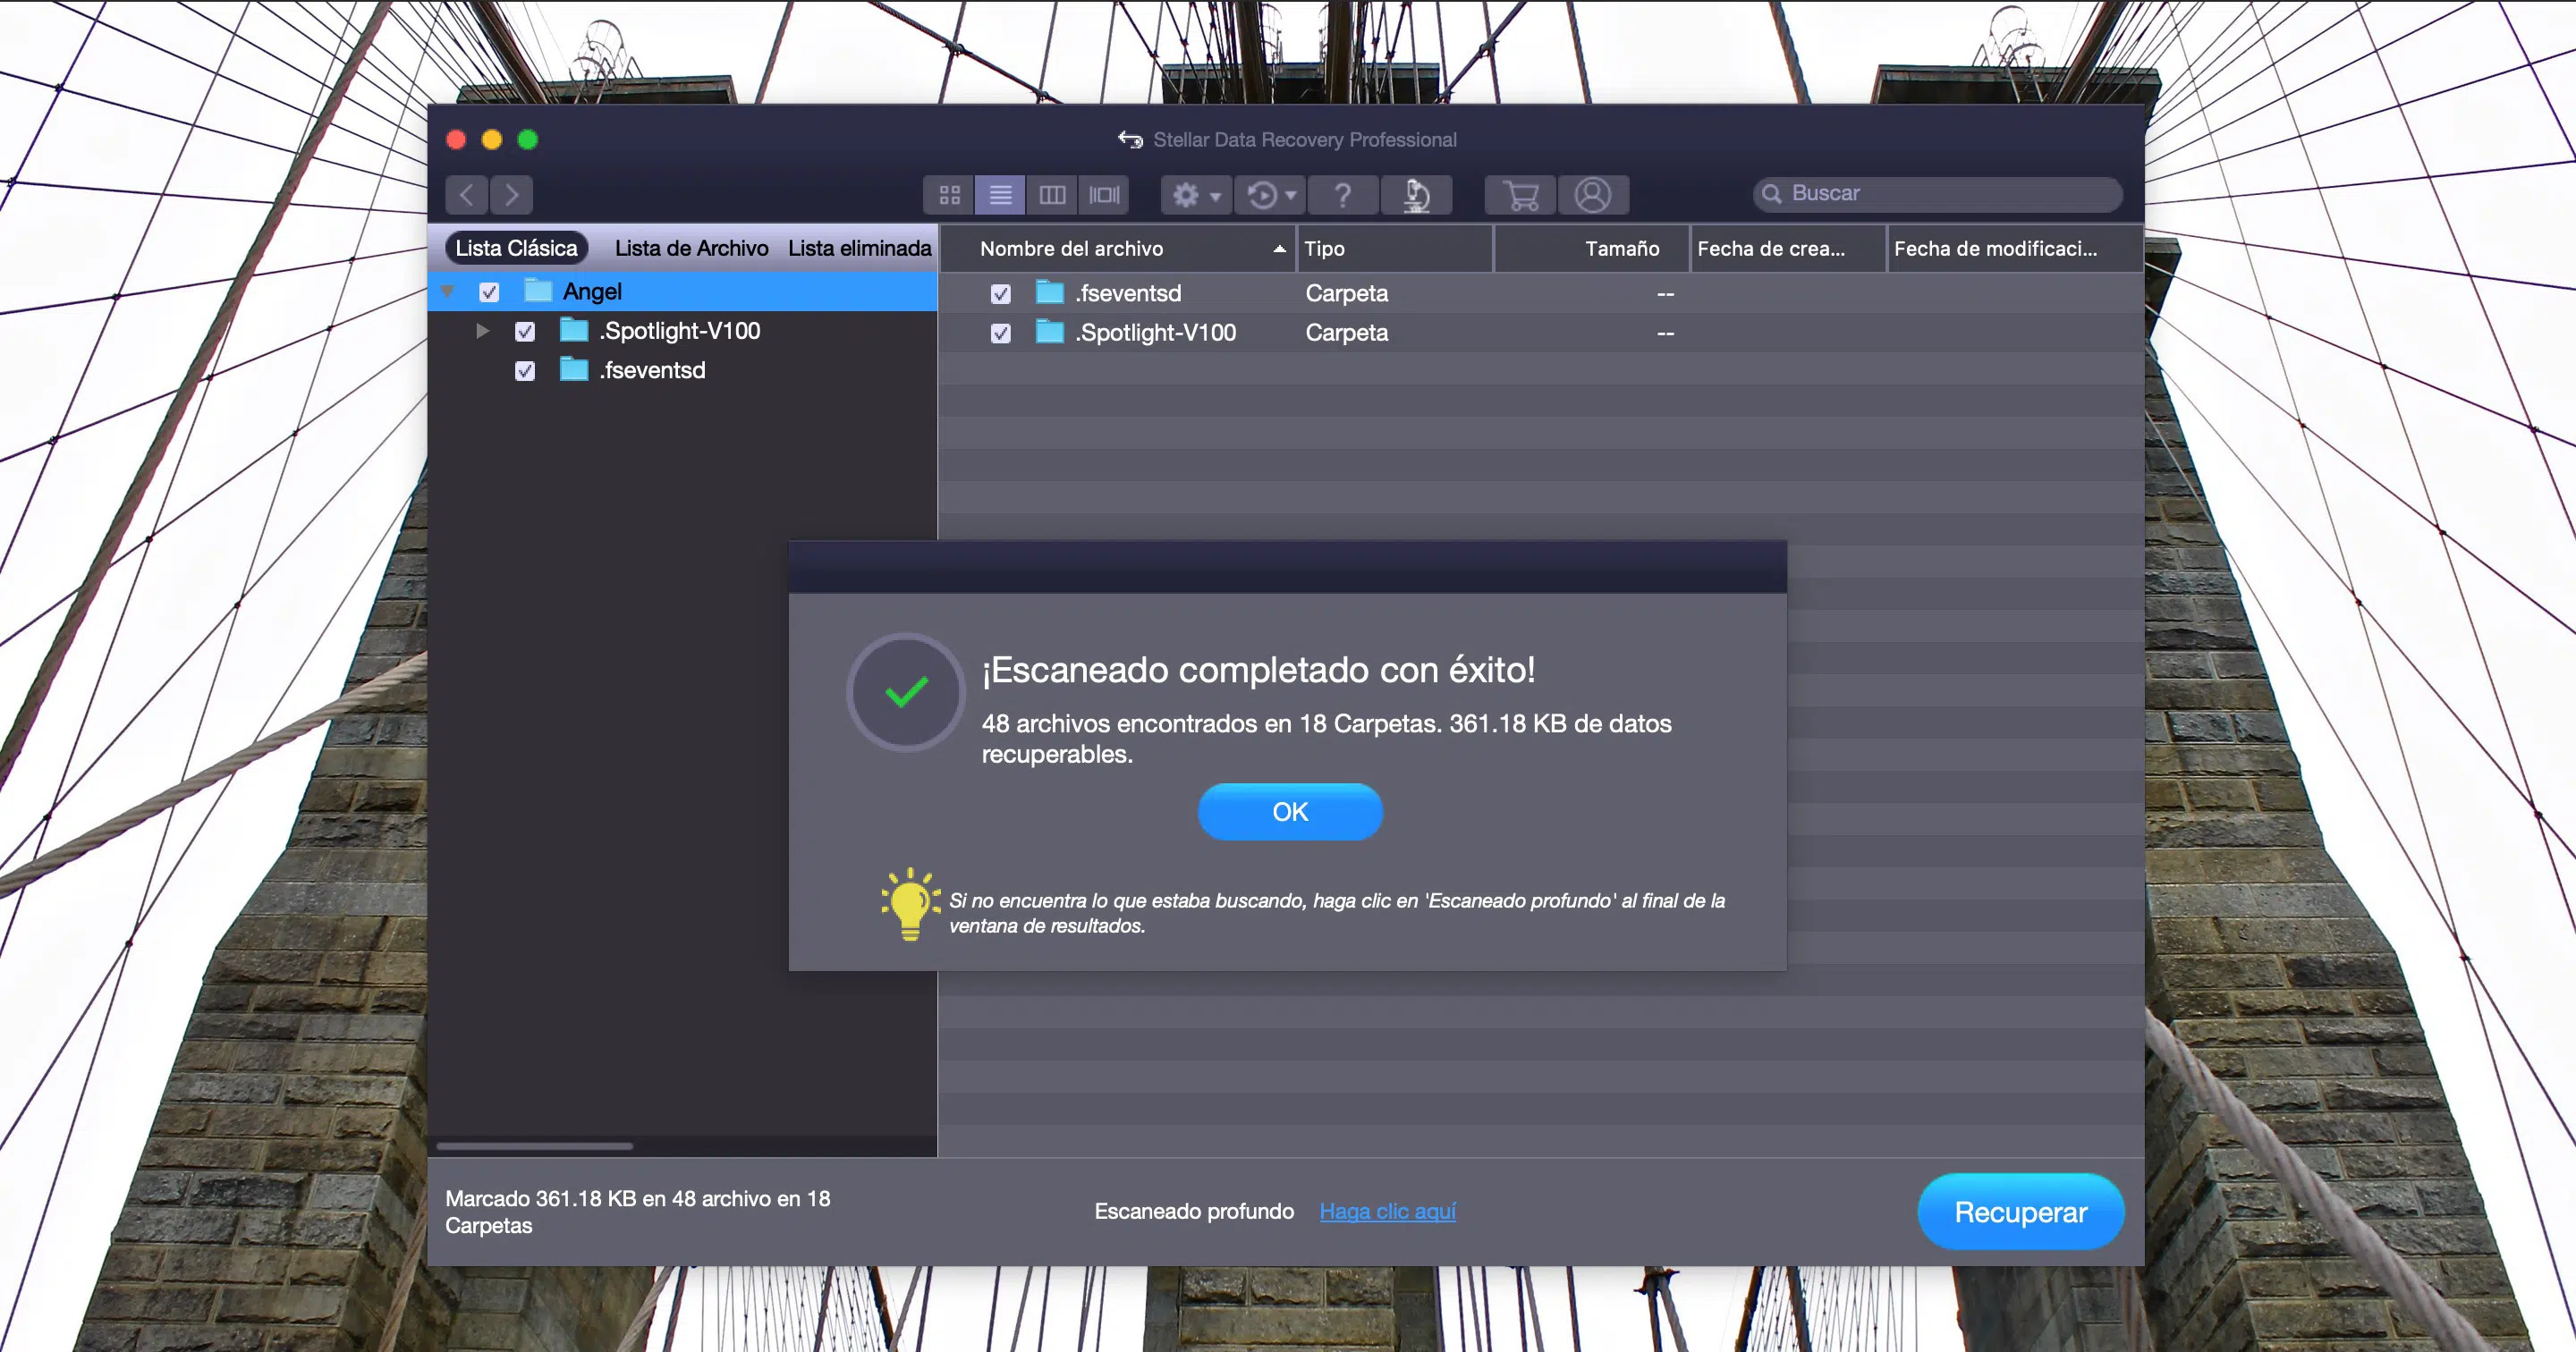 Stellar Data Recovery Professional
?
Buscar
Lista Clásica Lista de Archivo Lista eliminada
Nombre del archivo Tipo Tamaño Fecha de crea... Fecha de modificaci...
Angel
.Spotlight-V100
.fseventsd
.fseventsd Carpeta --
.Spotlight-V100 Carpeta --
¡Escaneado completado con éxito!
48 archivos encontrados en 18 Carpetas. 361.18 KB de datos
recuperables.
OK
Si no encuentra lo que estaba buscando, haga clic en 'Escaneado profundo' al final de la
ventana de resultados.
Marcado 361.18 KB en 48 archivo en 18
Carpetas
Escaneado profundo Haga clic aquí
Recuperar